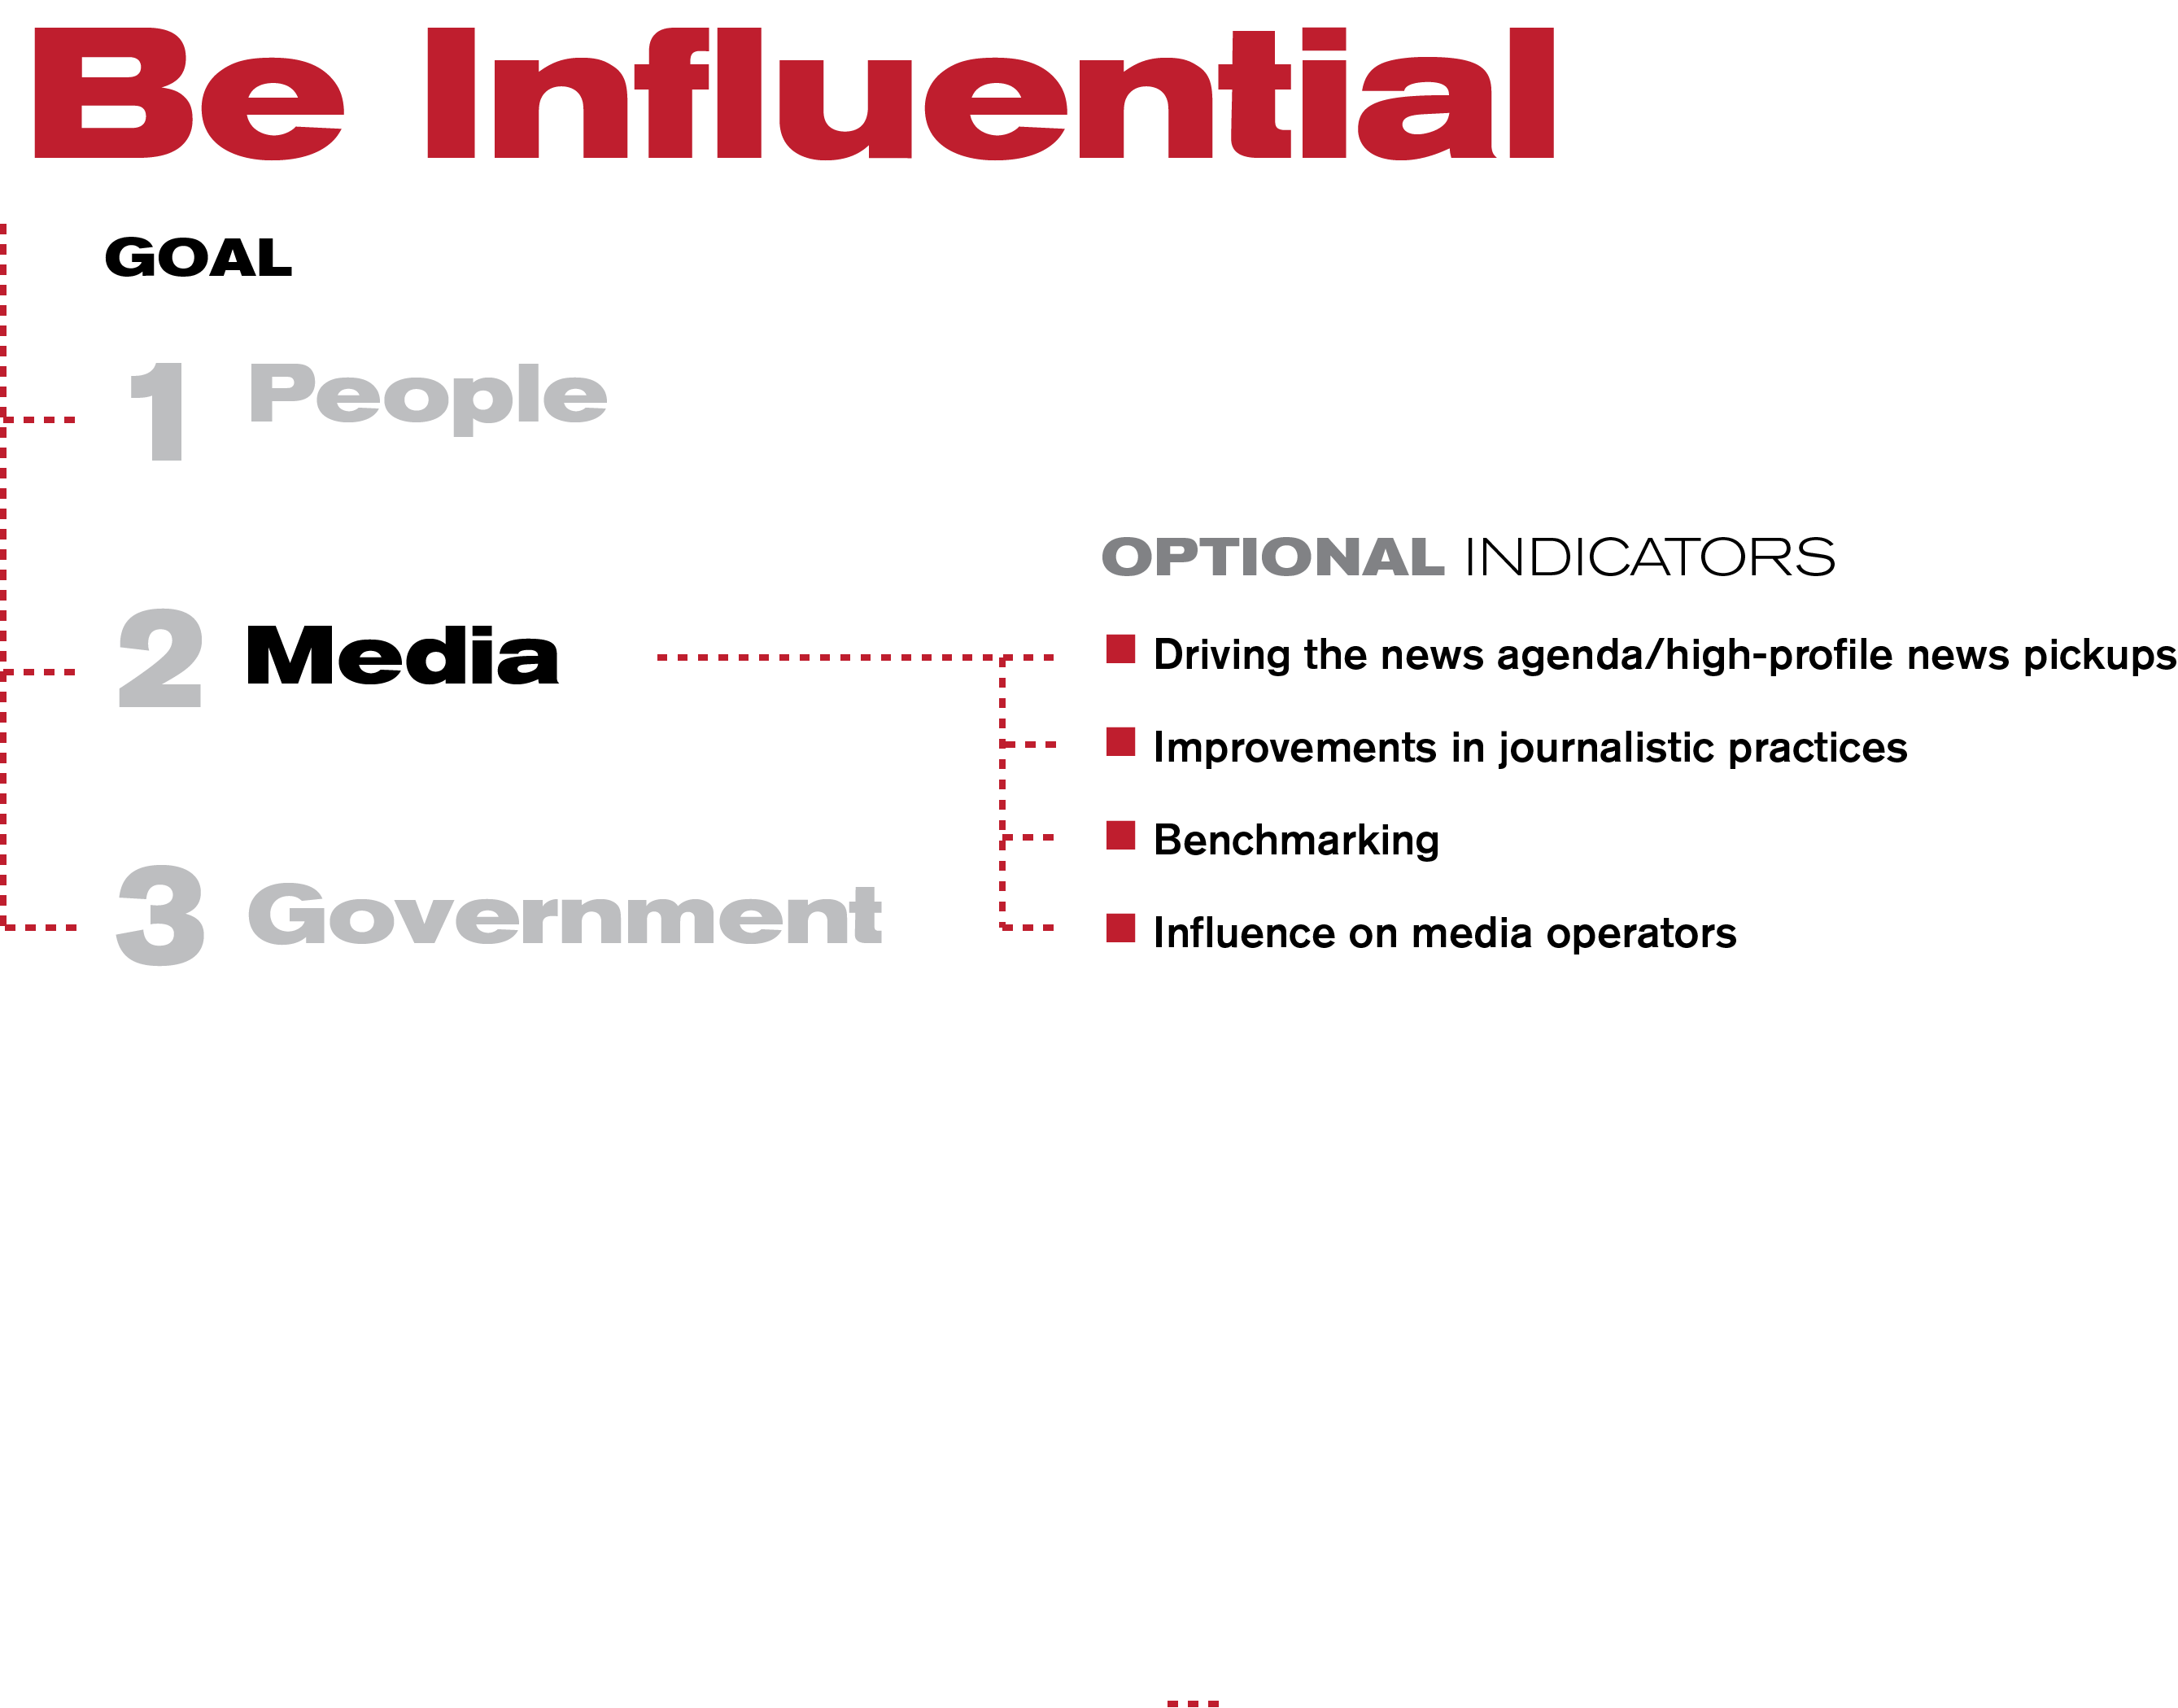 Be Influential
GOAL
1 People
OPTIONAL INDICATORS
2 Media
Driving the news agenda/high-profile news pickups
Improvements in journalistic practices
Benchmarking
3 Government
Influence on media operators